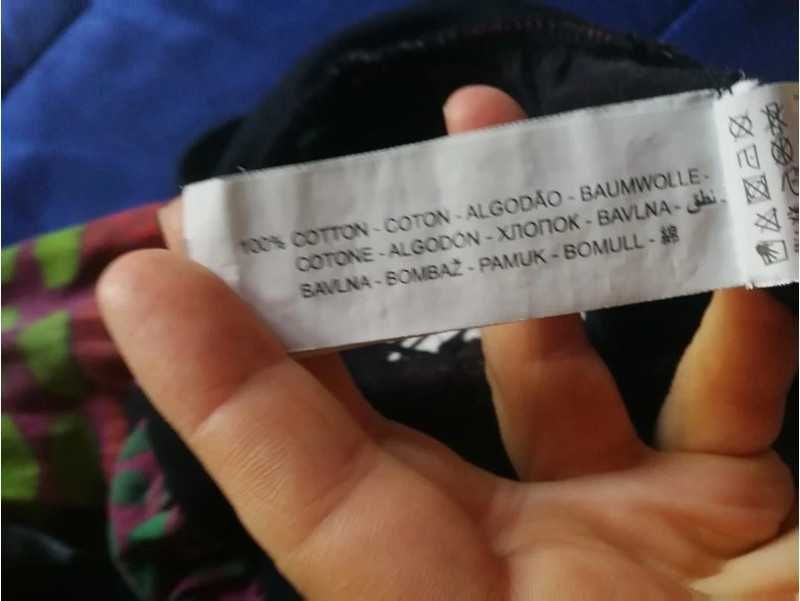 100% COTTON - COTON - ALGODÃO - BAUMWOLLE -
COTONE - ALGODÓN - ХЛОПОК - BAVLNA - قطن -
BAVLNA - BOMBAŽ - PAMUK - BOMULL - 綿